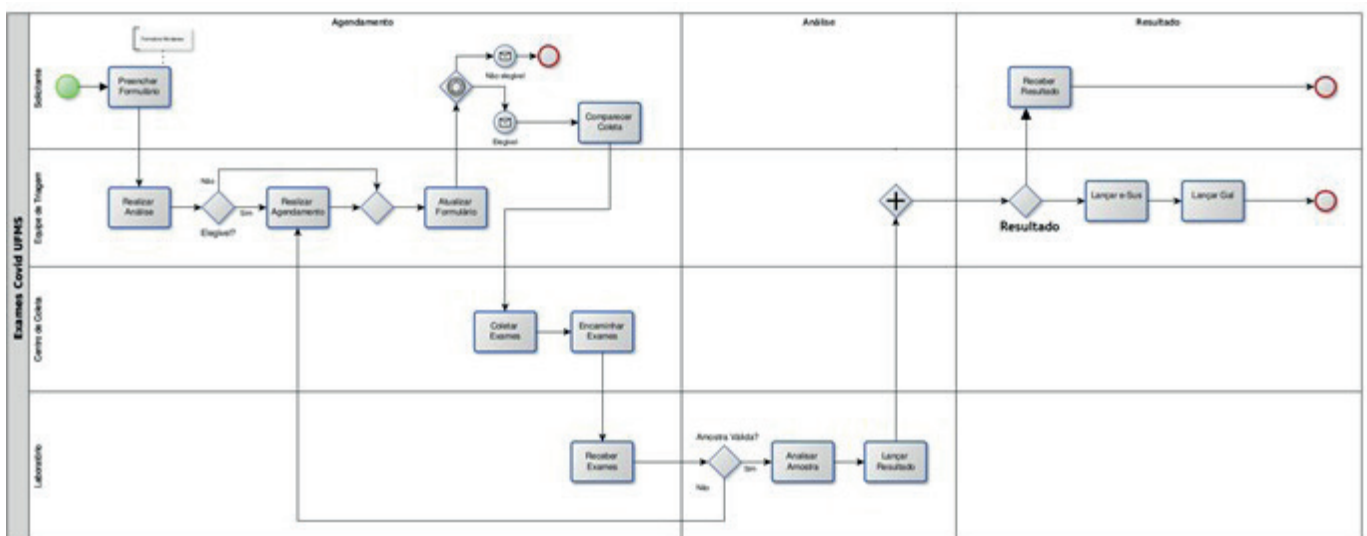 Exames Covid UFMS
Agendamento
Análise
Resultado
Solicitante
Preencher
Formulário
Não elegível
Elegível
Comparecer
Coleta
Receber
Resultado
Equipe de Triagem
Realizar
Análise
Não
Sim
Elegível?
Realizar
Agendamento
Atualizar
Formulário
Resultado
Lançar e-Sus
Lançar Gal
Centro de Coleta
Coletar
Exames
Encaminhar
Exames
Laboratório
Receber
Exames
Amostra Válida?
Sim
Não
Analisar
Amostra
Lançar
Resultado